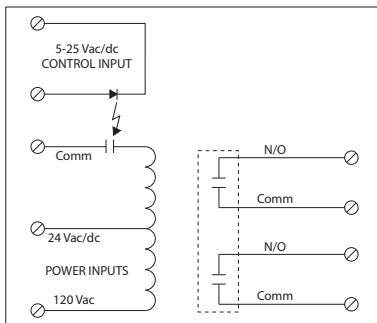 5-25 Vac/dc
CONTROL INPUT
Comm
24 Vac/dc
POWER INPUTS
120 Vac
N/O
Comm
N/O
Comm